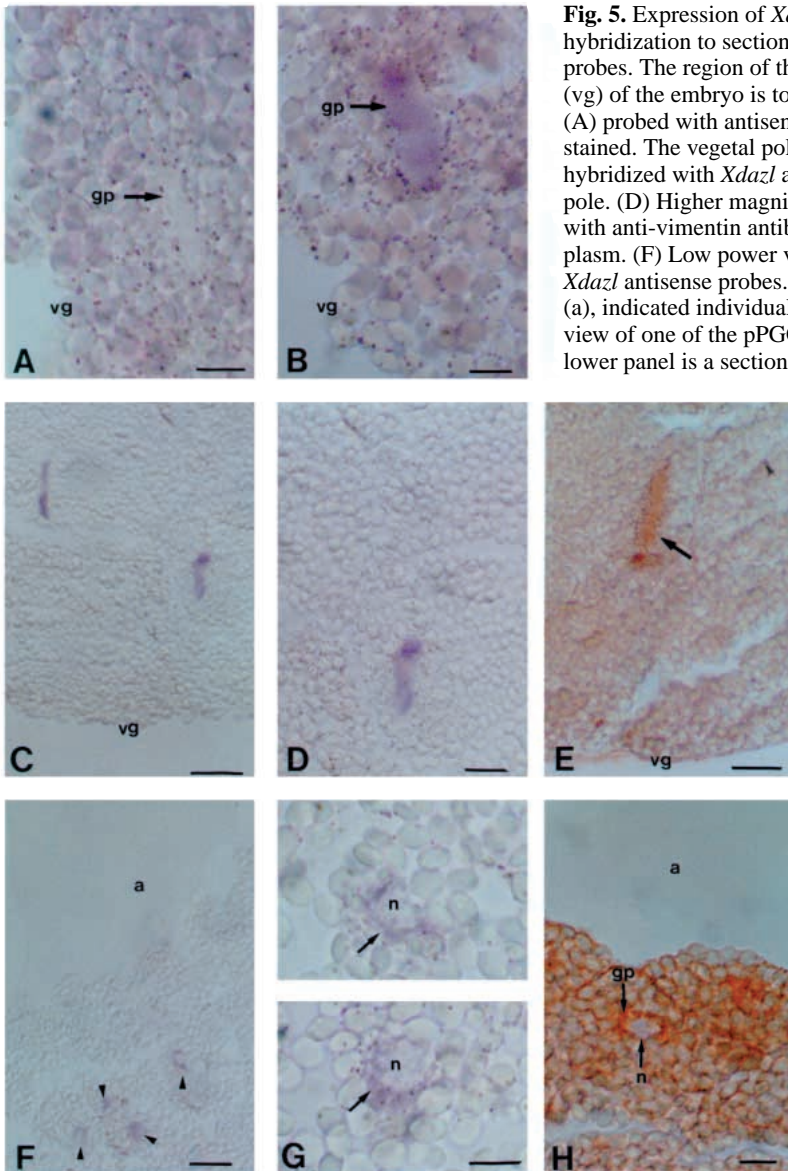 Fig. 5. Expression of Xda
hybridization to section
probes. The region of th
(vg) of the embryo is to
(A) probed with antisen
stained. The vegetal pol
hybridized with Xdazl a
pole. (D) Higher magni
with anti-vimentin antib
plasm. (F) Low power v
Xdazl antisense probes.
(a), indicated individual
view of one of the pPGC
lower panel is a section
gp
vg
A
gp
vg
B
vg
C
D
vg
E
a
F
n
n
G
a
gp
n
H